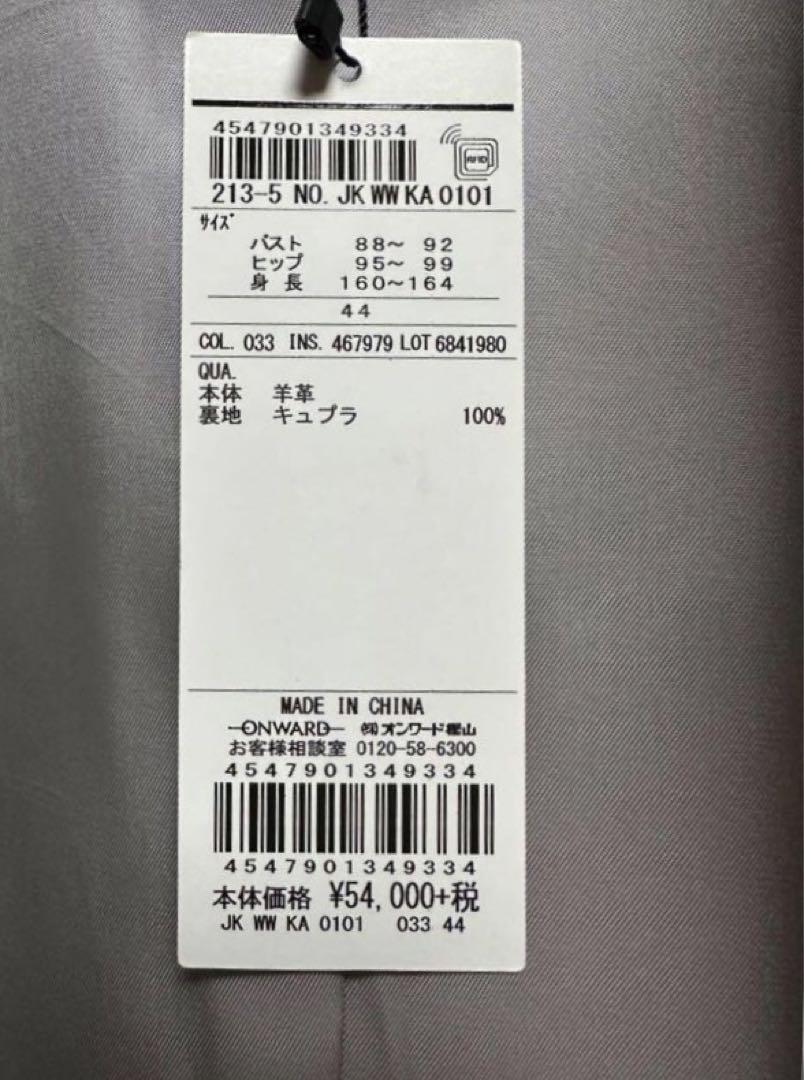 4547901349334
RFID
213-5 NO. JK WW KA 0101
ｻｲｽﾞ
バスト 88～ 92
ヒップ 95～ 99
身 長 160～164
44
COL. 033 INS. 467979 LOT 6841980
QUA.
本体 羊革
裏地 キュプラ 100%
MADE IN CHINA
ONWARD ㈱オンワード樫山
お客様相談室 0120-58-6300
4547901349334
4547901349334
本体価格 ¥54,000+税
JK WW KA 0101 033 44